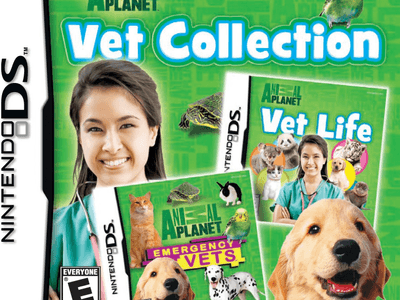 NINTENDO DS
ANIMAL
PLANET
Vet Collection
NINTENDO DS
ANIMAL
PLANET
Vet Life
NINTENDO DS
ANIMAL
PLANET
EMERGENCY
VETS
EVERYONE
E